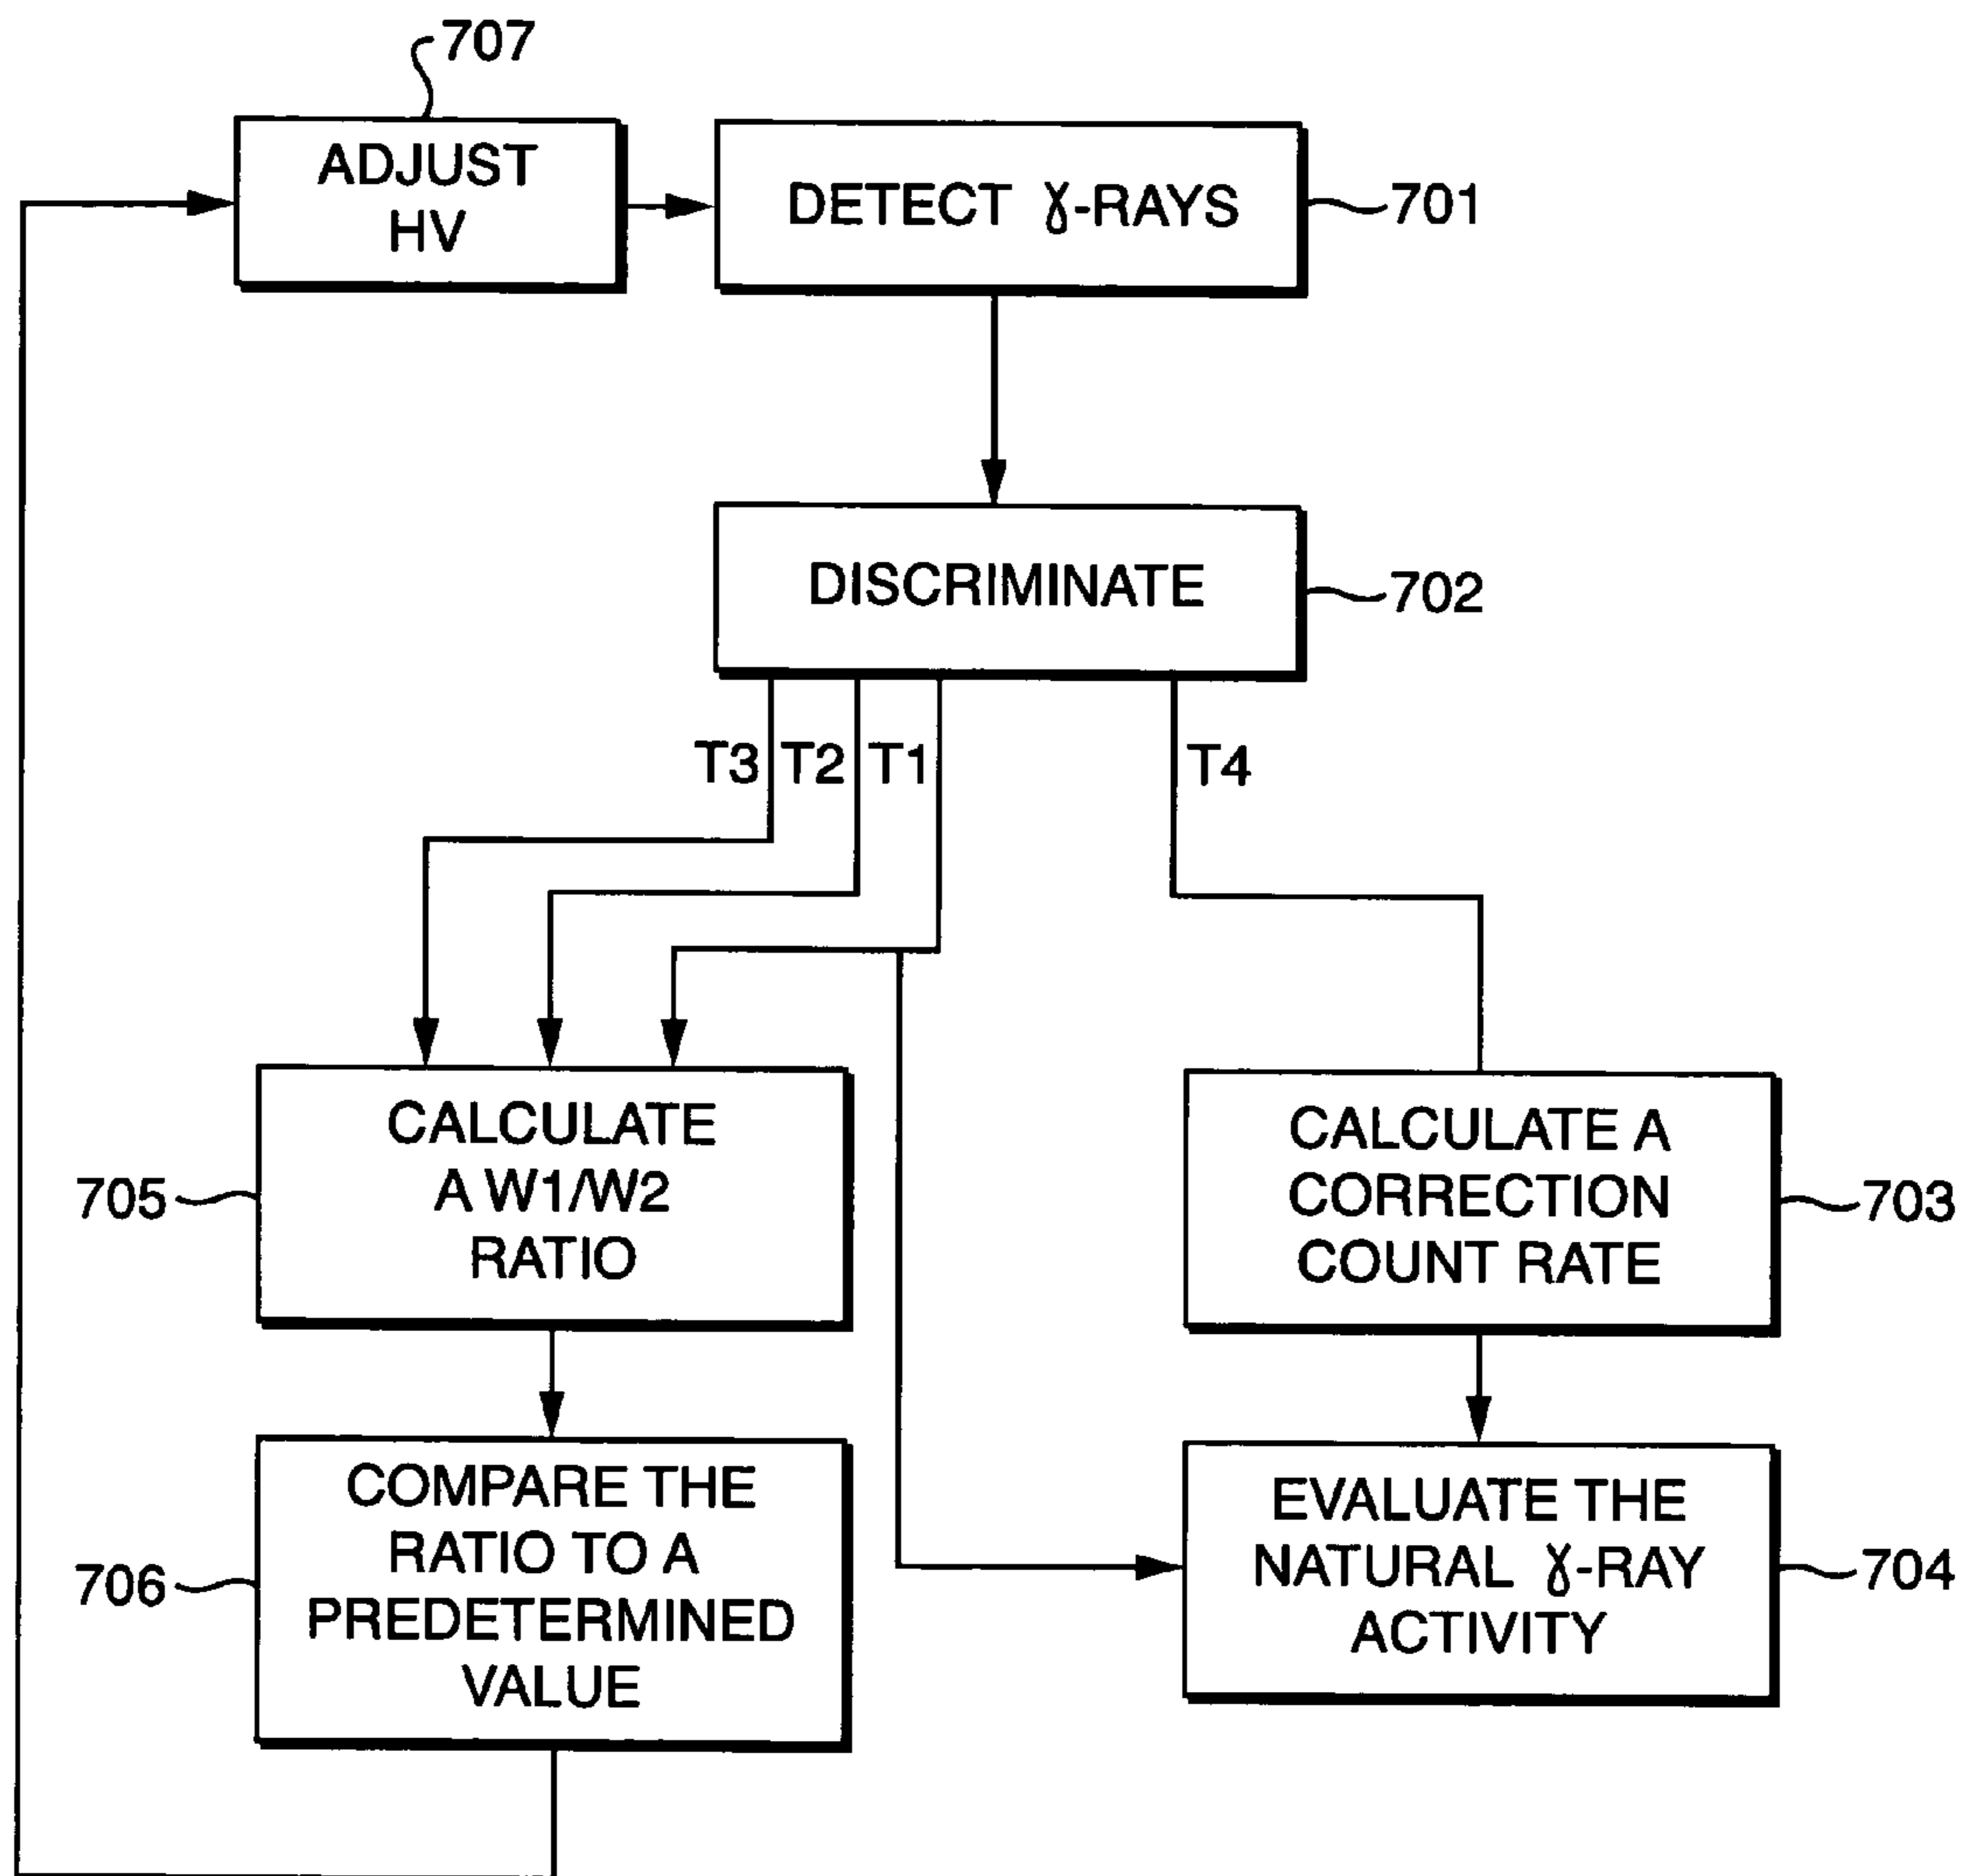 707
ADJUST
HV
DETECT ɣ-RAYS
701
DISCRIMINATE
702
T3 T2 T1 T4
CALCULATE
A W1/W2
RATIO
705
CALCULATE A
CORRECTION
COUNT RATE
703
COMPARE THE
RATIO TO A
PREDETERMINED
VALUE
706
EVALUATE THE
NATURAL ɣ-RAY
ACTIVITY
704